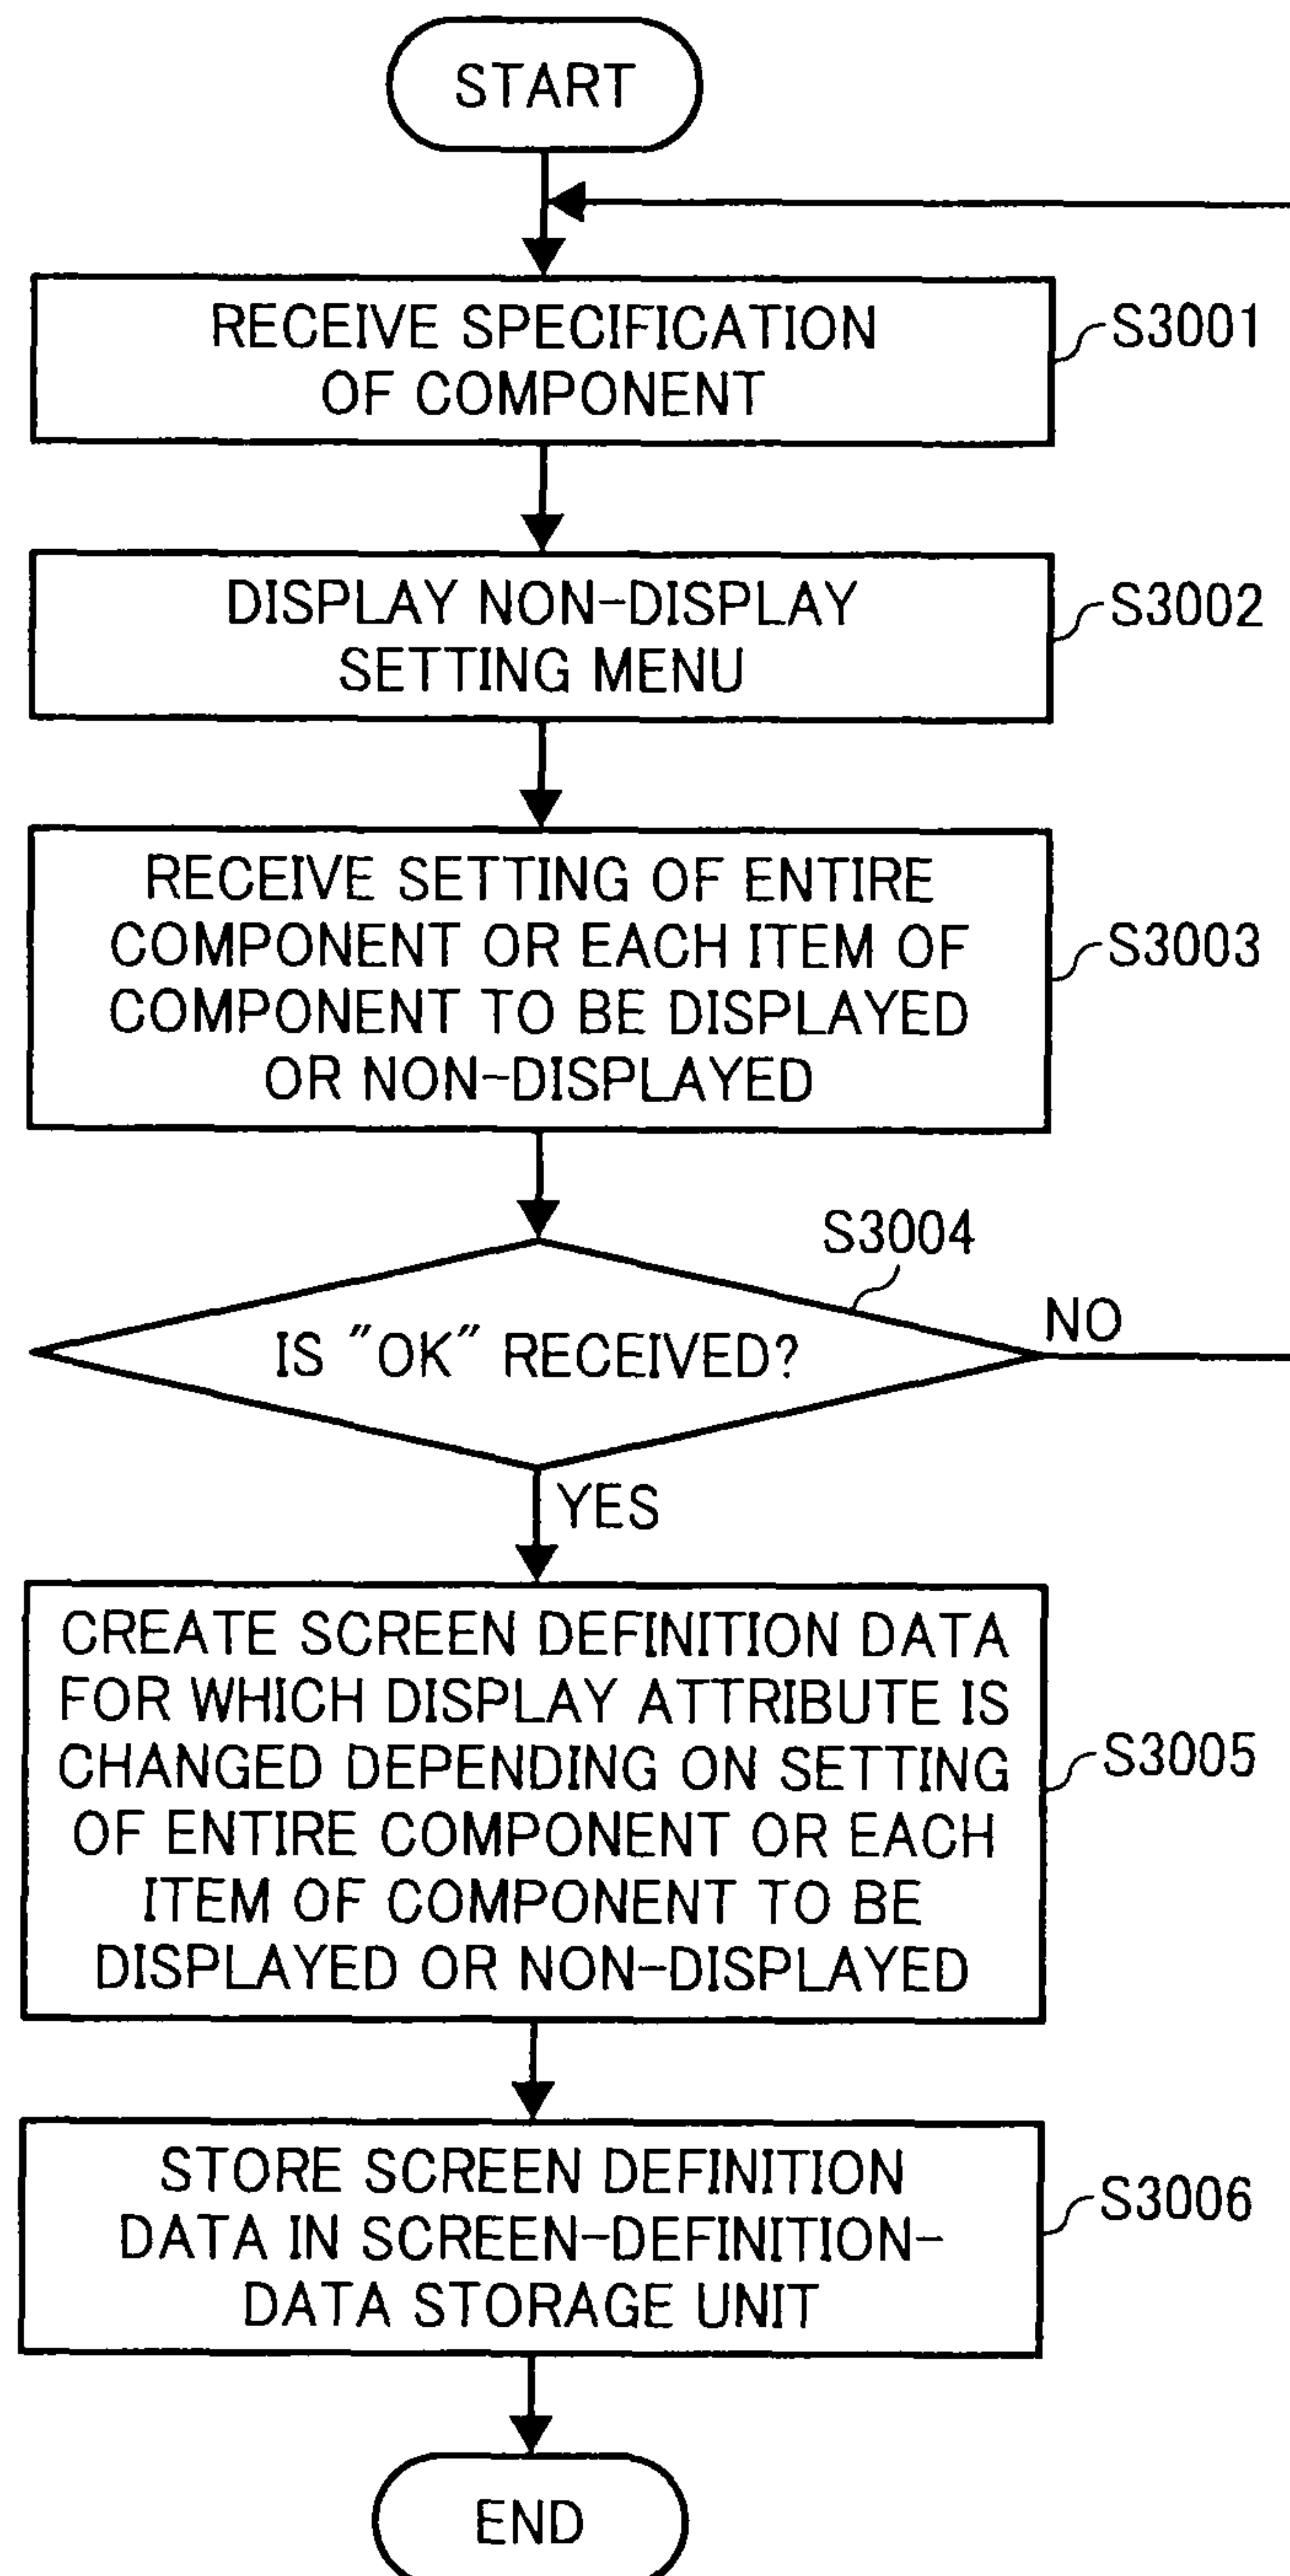 START
RECEIVE SPECIFICATION
OF COMPONENT
S3001
DISPLAY NON-DISPLAY
SETTING MENU
S3002
RECEIVE SETTING OF ENTIRE
COMPONENT OR EACH ITEM OF
COMPONENT TO BE DISPLAYED
OR NON-DISPLAYED
S3003
S3004
IS "OK" RECEIVED?
NO
YES
CREATE SCREEN DEFINITION DATA
FOR WHICH DISPLAY ATTRIBUTE IS
CHANGED DEPENDING ON SETTING
OF ENTIRE COMPONENT OR EACH
ITEM OF COMPONENT TO BE
DISPLAYED OR NON-DISPLAYED
S3005
STORE SCREEN DEFINITION
DATA IN SCREEN-DEFINITION-
DATA STORAGE UNIT
S3006
END